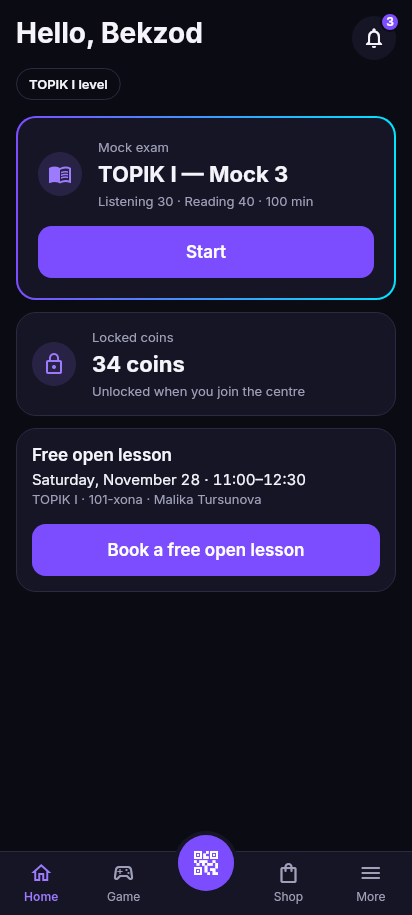 Hello, Bekzod
3
TOPIK I level
Mock exam
TOPIK I — Mock 3
Listening 30 · Reading 40 · 100 min
Start
Locked coins
34 coins
Unlocked when you join the centre
Free open lesson
Saturday, November 28 · 11:00–12:30
TOPIK I · 101-xona · Malika Tursunova
Book a free open lesson
Home
Game
Shop
More